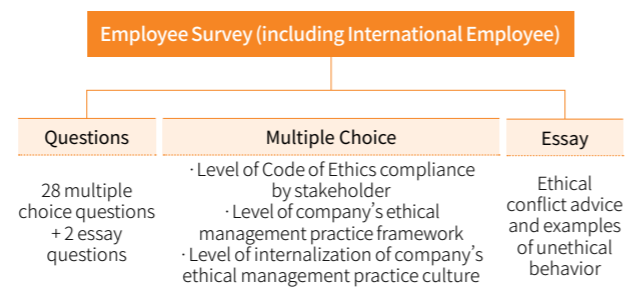 Employee Survey (including International Employee)
Questions
28 multiple
choice questions
+ 2 essay
questions
Multiple Choice
· Level of Code of Ethics compliance
by stakeholder
· Level of company’s ethical
management practice framework
· Level of internalization of company’s
ethical management practice culture
Essay
Ethical
conflict advice
and examples
of unethical
behavior